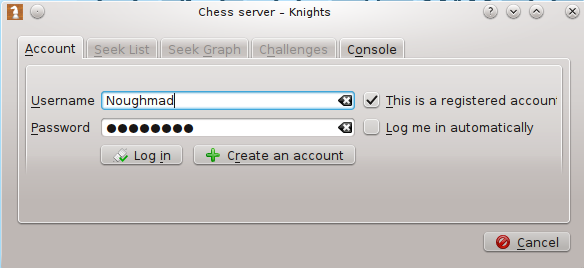 Chess server – Knights
Account Seek List Seek Graph Challenges Console
Username Noughmad This is a registered accoun
Password ●●●●●●●● Log me in automatically
Log in Create an account
Cancel